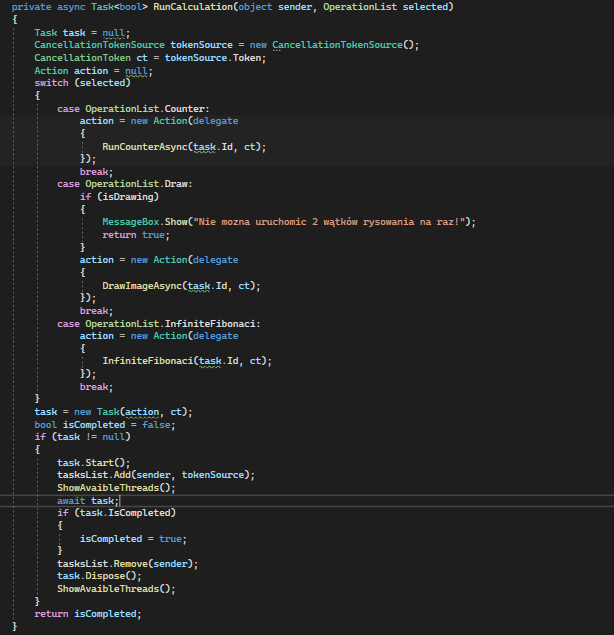 private async Task<bool> RunCalculation(object sender, OperationList selected)
{
    Task task = null;
    CancellationTokenSource tokenSource = new CancellationTokenSource();
    CancellationToken ct = tokenSource.Token;
    Action action = null;
    switch (selected)
    {
        case OperationList.Counter:
            action = new Action(delegate
            {
                RunCounterAsync(task.Id, ct);
            });
            break;
        case OperationList.Draw:
            if (isDrawing)
            {
                MessageBox.Show("Nie mozna uruchomic 2 wątków rysowania na raz!");
                return true;
            }
            action = new Action(delegate
            {
                DrawImageAsync(task.Id, ct);
            });
            break;
        case OperationList.InfiniteFibonaci:
            action = new Action(delegate
            {
                InfiniteFibonaci(task.Id, ct);
            });
            break;
    }
    task = new Task(action, ct);
    bool isCompleted = false;
    if (task != null)
    {
        task.Start();
        tasksList.Add(sender, tokenSource);
        ShowAvaibleThreads();
        await task;
        if (task.IsCompleted)
        {
            isCompleted = true;
        }
        tasksList.Remove(sender);
        task.Dispose();
        ShowAvaibleThreads();
    }
    return isCompleted;
}